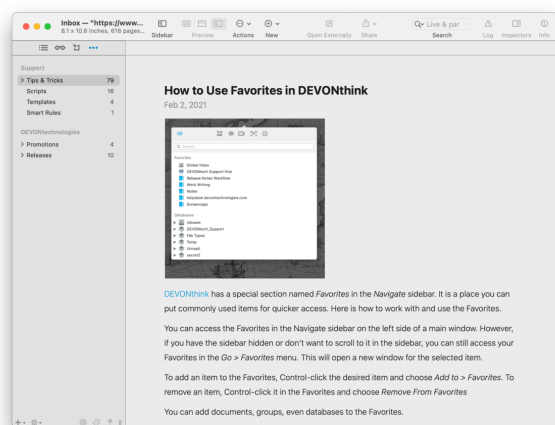 Inbox — "https://www...
8.1 x 10.8 inches, 618 pages...
Sidebar
Preview
Actions
New
Open Externally
Share
Live & par
Search
Log
Inspectors
Info
Support
Tips & Tricks 79
Scripts 16
Templates 4
Smart Rules 1
DEVONtechnologies
Promotions 4
Releases 10
How to Use Favorites in DEVONthink
Feb 2, 2021
Search
Favorites
Global Inbox
DEVONtech Support Hub
Release Notes Workflow
Work Writing
Notes
helpdesk.devontechnologies.com
Screencaps
Databases
Inboxes
DEVONtech_Support
File Types
Temp
Unread
DEVONthink has a special section named Favorites in the Navigate sidebar. It is a place you can
put commonly used items for quicker access. Here is how to work with and use the Favorites.
You can access the Favorites in the Navigate sidebar on the left side of a main window. However,
if you have the sidebar hidden or don't want to scroll to it in the sidebar, you can still access your
Favorites in the Go > Favorites menu. This will open a new window for the selected item.
To add an item to the Favorites, Control-click the desired item and choose Add to > Favorites. To
remove an item, Control-click it in the Favorites and choose Remove From Favorites
You can add documents, groups, even databases to the Favorites.